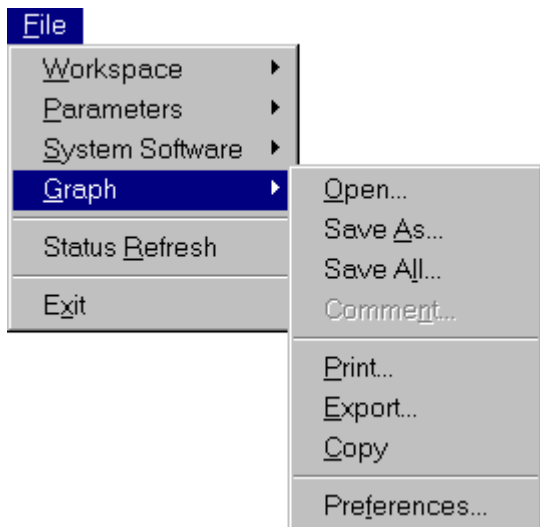 File
Workspace
Parameters
System Software
Graph
Status Refresh
Exit
Open...
Save As...
Save All...
Comment...
Print...
Export...
Copy
Preferences...